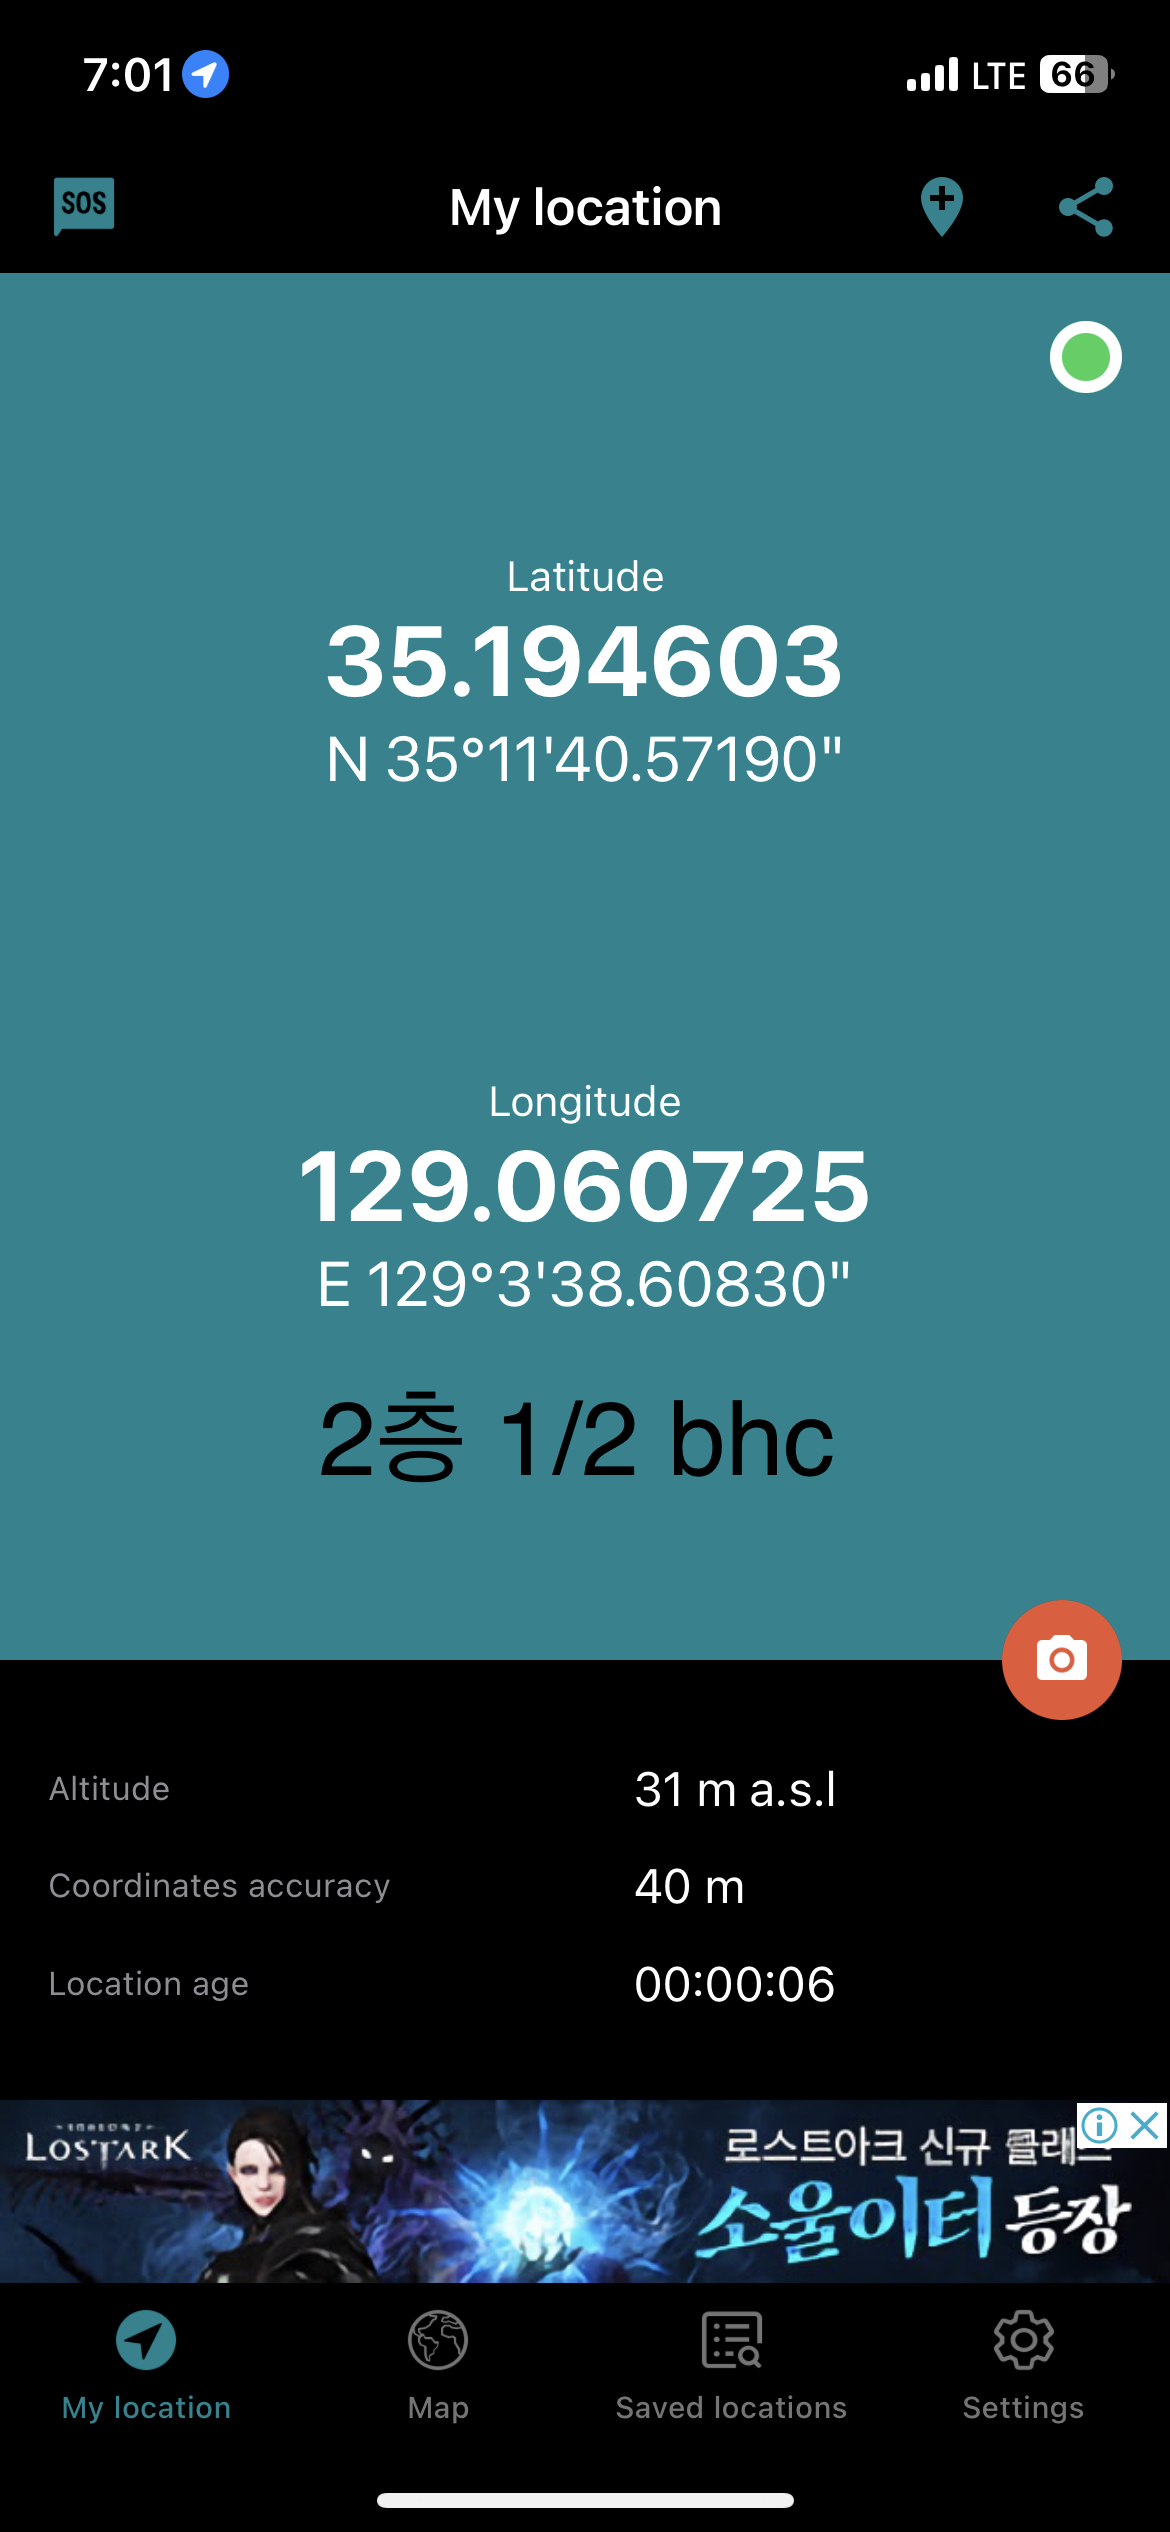 7:01
LTE 66
SOS
My location
Latitude
35.194603
N 35°11'40.57190"
Longitude
129.060725
E 129°3'38.60830"
2층 1/2 bhc
Altitude 31 m a.s.l
Coordinates accuracy 40 m
Location age 00:00:06
LOSTARK
로스트아크 신규 클래스
소울이터 등장
My location Map Saved locations Settings